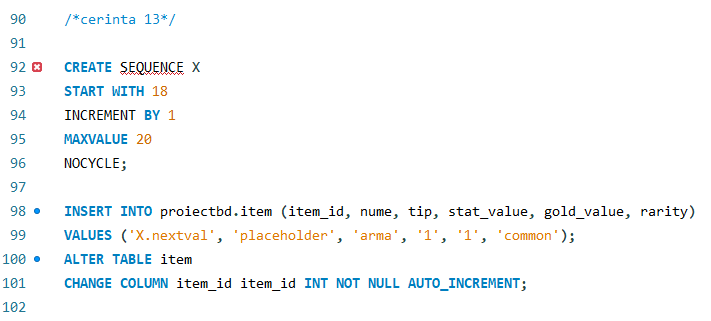 90 /*cerinta 13*/
91
92 CREATE SEQUENCE X
93 START WITH 18
94 INCREMENT BY 1
95 MAXVALUE 20
96 NOCYCLE;
97
98 INSERT INTO proiectbd.item (item_id, nume, tip, stat_value, gold_value, rarity)
99 VALUES ('X.nextval', 'placeholder', 'arma', '1', '1', 'common');
100 ALTER TABLE item
101 CHANGE COLUMN item_id item_id INT NOT NULL AUTO_INCREMENT;
102